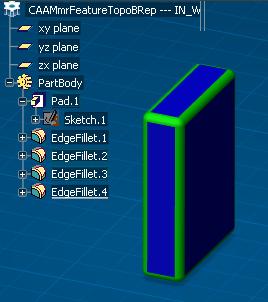 CAAMmrFeatureTopoBRep --- IN_W
xy plane
yz plane
zx plane
PartBody
Pad.1
Sketch.1
EdgeFillet.1
EdgeFillet.2
EdgeFillet.3
EdgeFillet.4